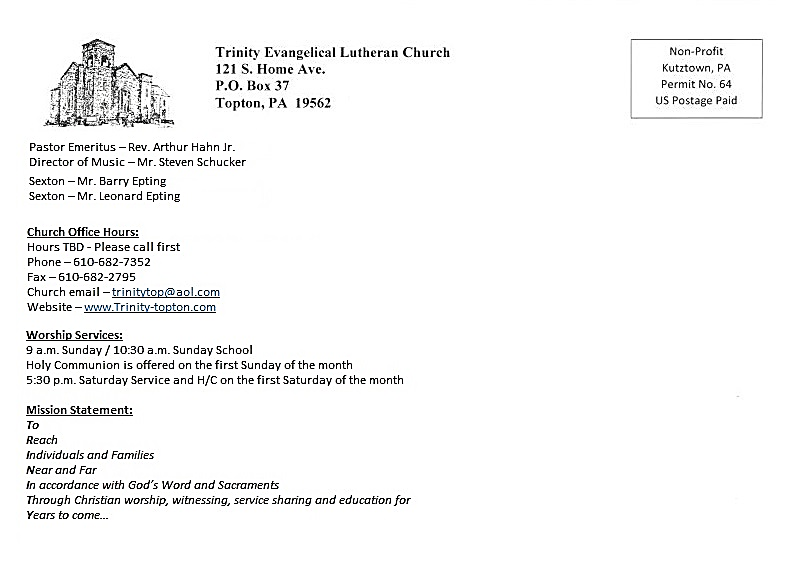 Trinity Evangelical Lutheran Church
121 S. Home Ave.
P.O. Box 37
Topton, PA 19562
Non-Profit
Kutztown, PA
Permit No. 64
US Postage Paid
Pastor Emeritus – Rev. Arthur Hahn Jr.
Director of Music – Mr. Steven Schucker
Sexton – Mr. Barry Epting
Sexton – Mr. Leonard Epting
Church Office Hours:
Hours TBD - Please call first
Phone – 610-682-7352
Fax – 610-682-2795
Church email – trinitytop@aol.com
Website – www.Trinity-topton.com
Worship Services:
9 a.m. Sunday / 10:30 a.m. Sunday School
Holy Communion is offered on the first Sunday of the month
5:30 p.m. Saturday Service and H/C on the first Saturday of the month
Mission Statement:
To
Reach
Individuals and Families
Near and Far
In accordance with God's Word and Sacraments
Through Christian worship, witnessing, service sharing and education for
Years to come…